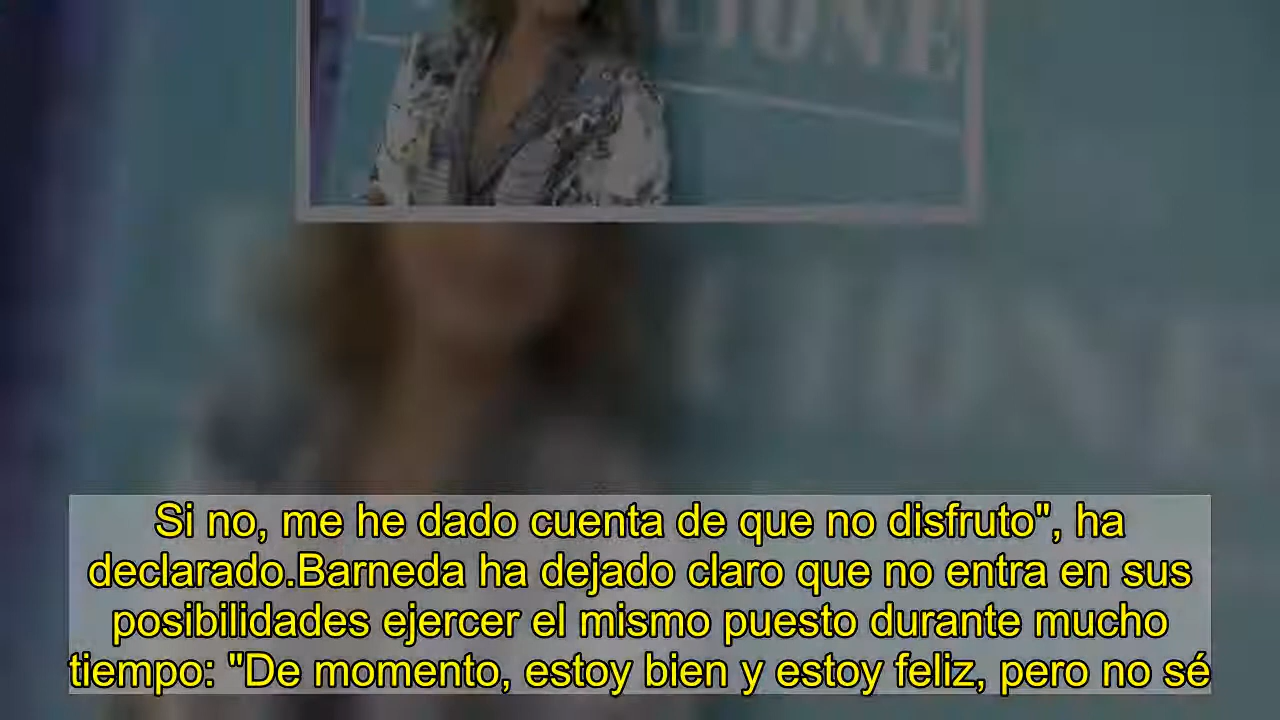 CIONE
Si no, me he dado cuenta de que no disfruto", ha
declarado.Barneda ha dejado claro que no entra en sus
posibilidades ejercer el mismo puesto durante mucho
tiempo: "De momento, estoy bien y estoy feliz, pero no sé